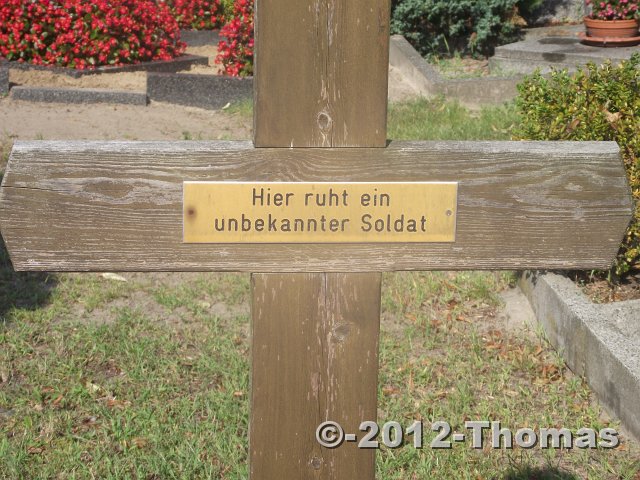 Hier ruht ein
unbekannter Soldat
©-2012-Thomas